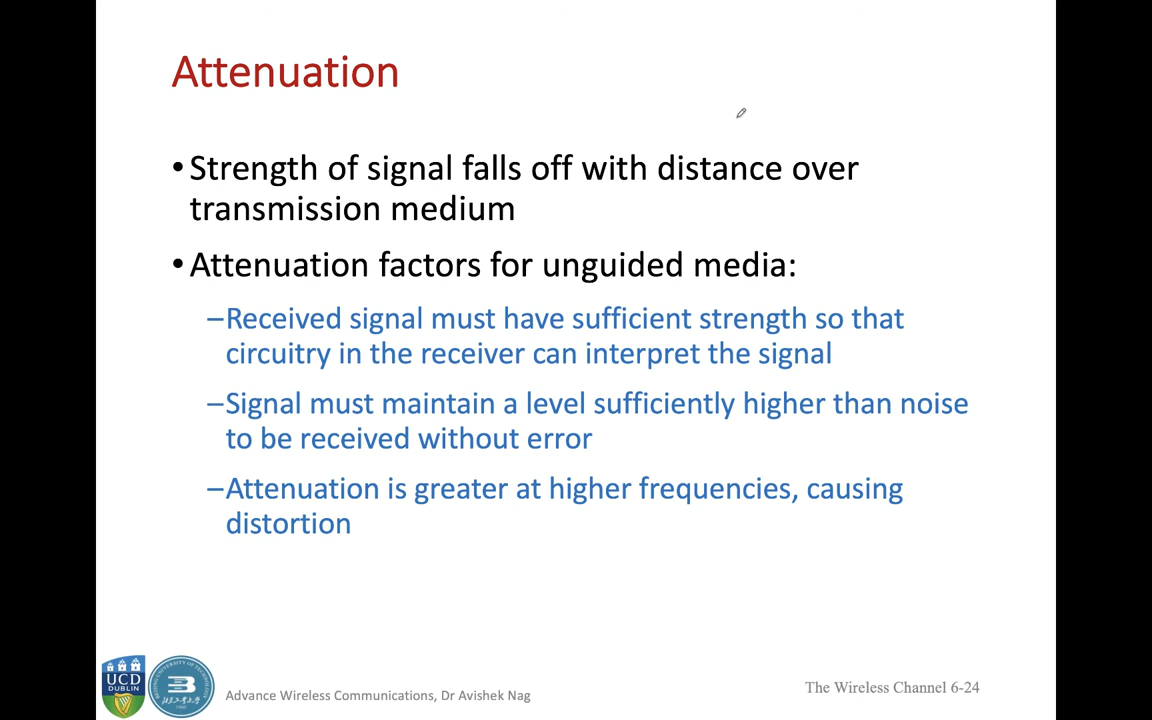 Attenuation
•Strength of signal falls off with distance over
transmission medium
•Attenuation factors for unguided media:
–Received signal must have sufficient strength so that
circuitry in the receiver can interpret the signal
–Signal must maintain a level sufficiently higher than noise
to be received without error
–Attenuation is greater at higher frequencies, causing
distortion
UCD
DUBLIN
Advance Wireless Communications, Dr Avishek Nag
The Wireless Channel 6-24